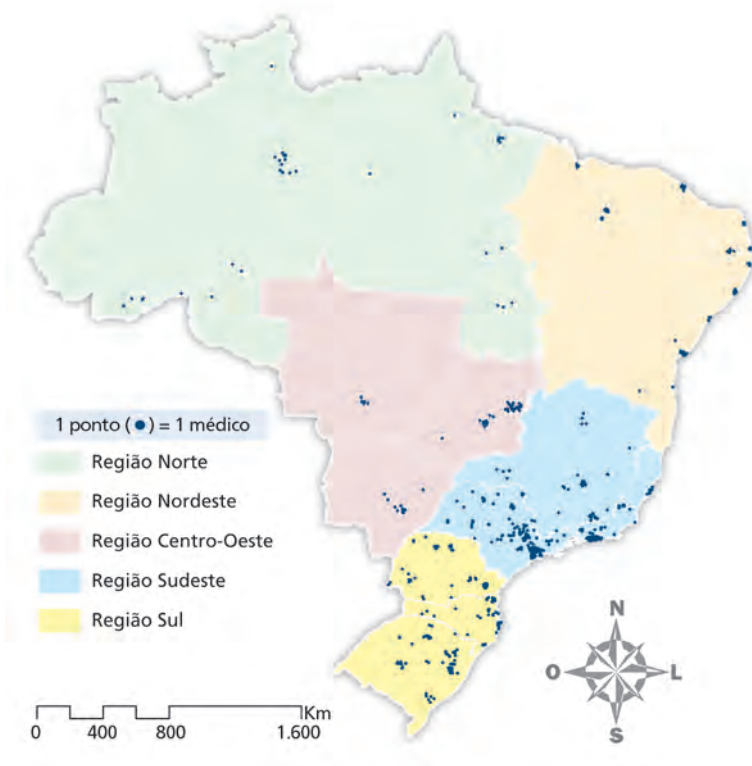 1 ponto (●) = 1 médico
Região Norte
Região Nordeste
Região Centro-Oeste
Região Sudeste
Região Sul
N
O L
S
Km
0 400 800 1.600